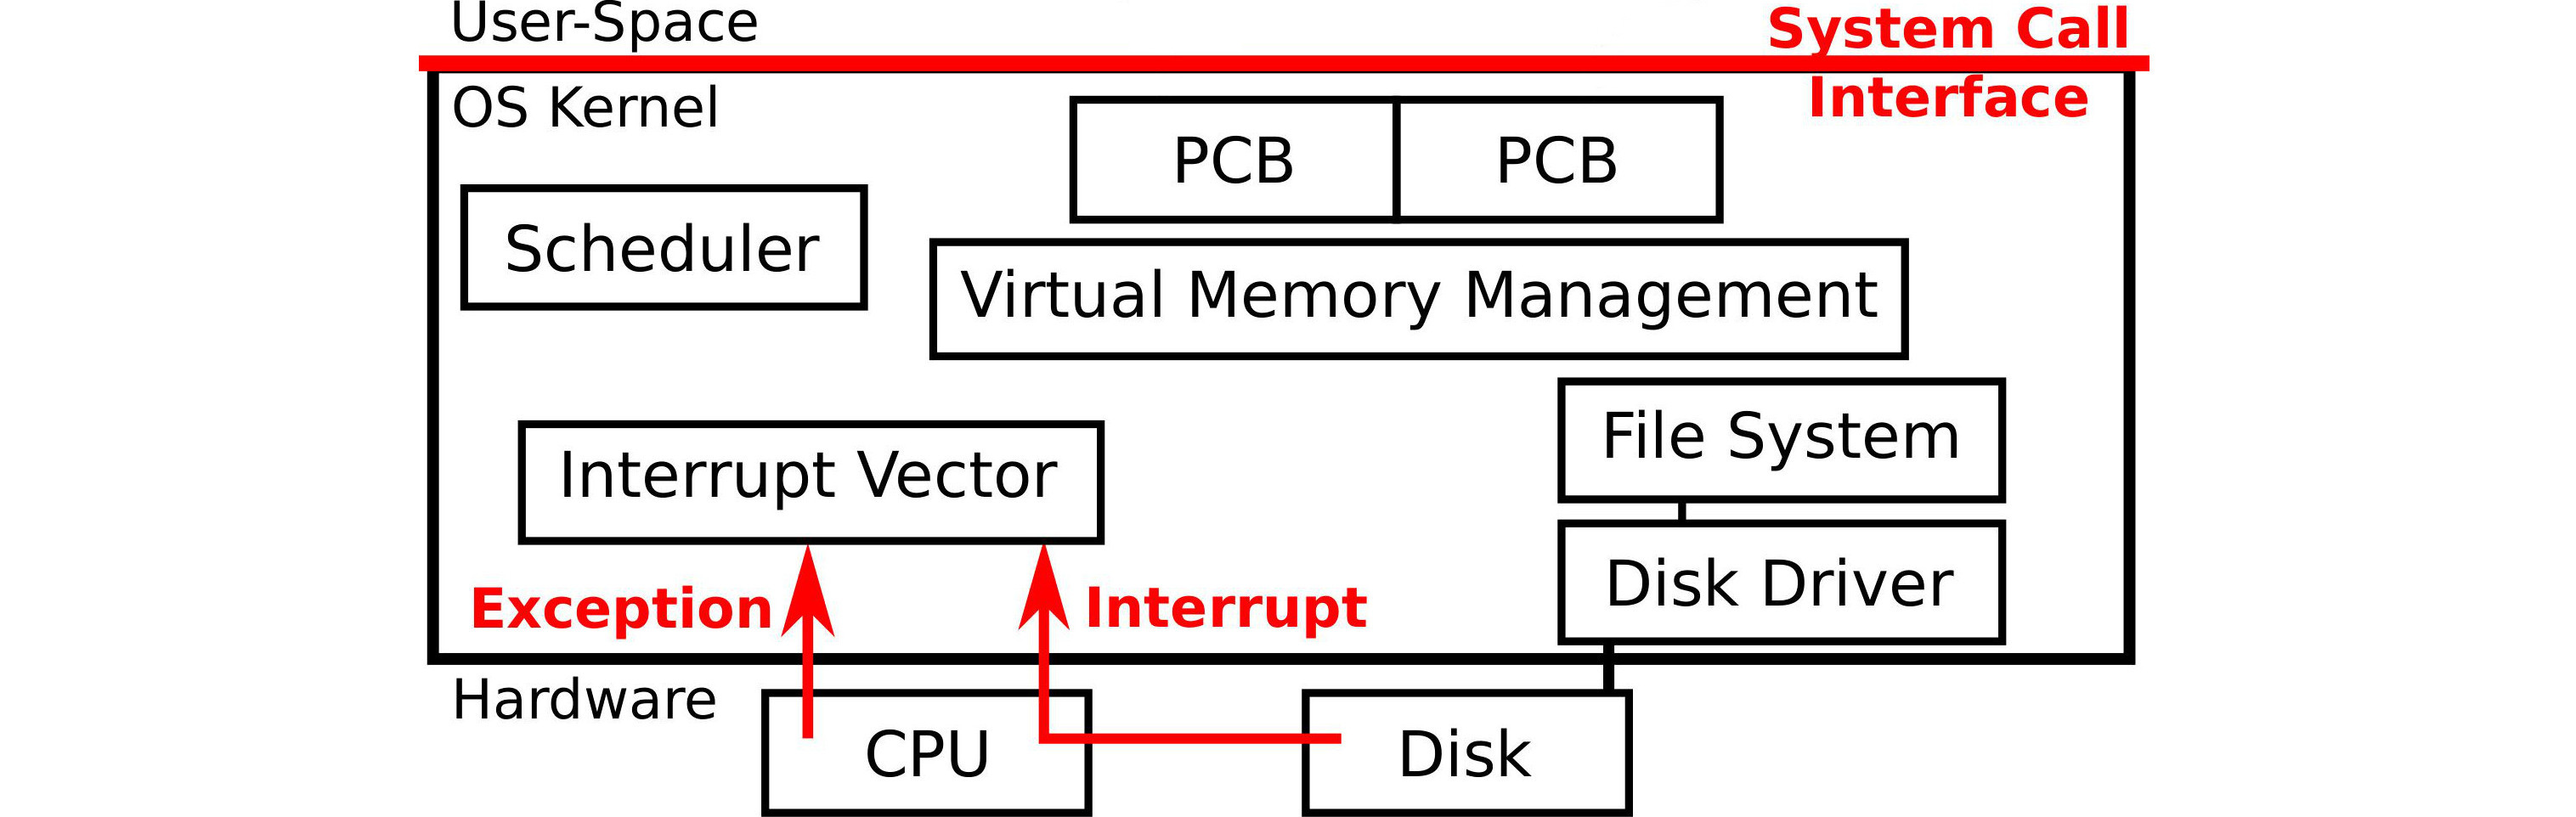 User-Space
System Call
Interface
OS Kernel
PCB
PCB
Scheduler
Virtual Memory Management
File System
Interrupt Vector
Disk Driver
Exception
Interrupt
Hardware
CPU
Disk